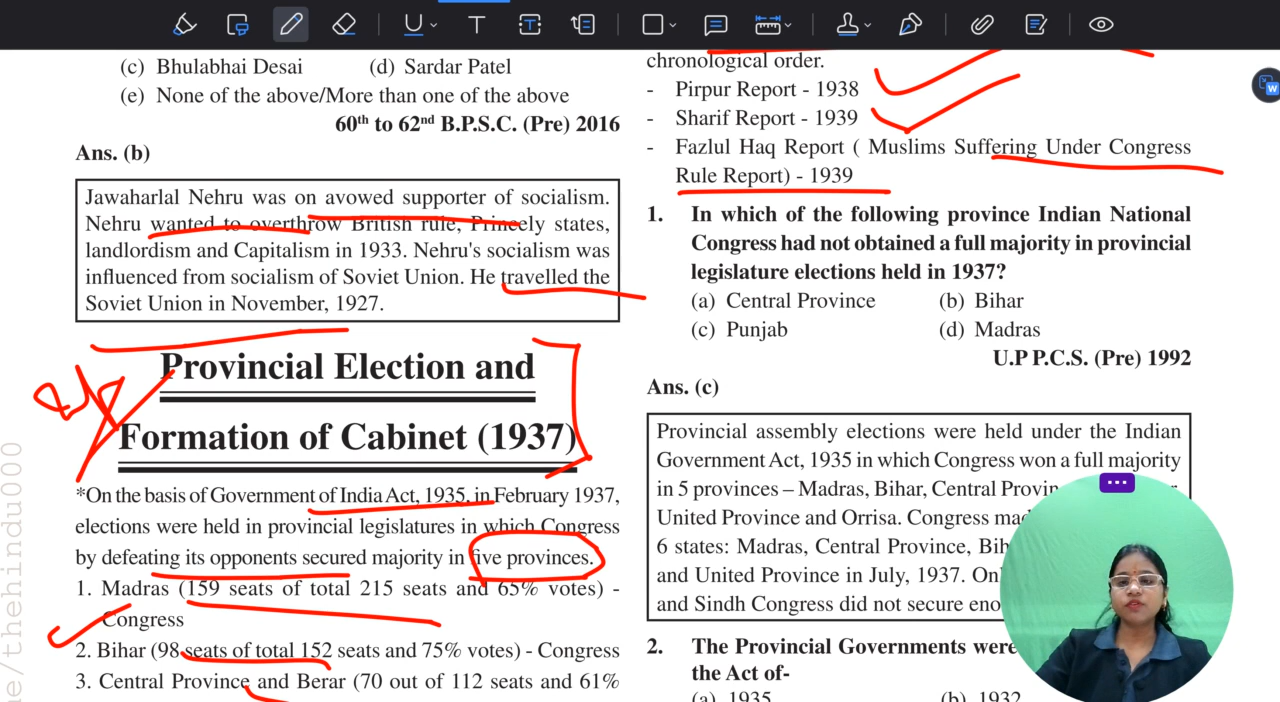 (c) Bhulabhai Desai (d) Sardar Patel
(e) None of the above/More than one of the above
60th to 62nd B.P.S.C. (Pre) 2016
Ans. (b)
Jawaharlal Nehru was on avowed supporter of socialism.
Nehru wanted to overthrow British rule, Princely states,
landlordism and Capitalism in 1933. Nehru's socialism was
influenced from socialism of Soviet Union. He travelled the
Soviet Union in November, 1927.
Provincial Election and
Formation of Cabinet (1937)
*On the basis of Government of India Act, 1935, in February 1937,
elections were held in provincial legislatures in which Congress
by defeating its opponents secured majority in five provinces.
1. Madras (159 seats of total 215 seats and 65% votes) -
Congress
2. Bihar (98 seats of total 152 seats and 75% votes) - Congress
3. Central Province and Berar (70 out of 112 seats and 61%
chronological order.
- Pirpur Report - 1938
- Sharif Report - 1939
- Fazlul Haq Report ( Muslims Suffering Under Congress
Rule Report) - 1939
1. In which of the following province Indian National
Congress had not obtained a full majority in provincial
legislature elections held in 1937?
(a) Central Province (b) Bihar
(c) Punjab (d) Madras
U.P P.C.S. (Pre) 1992
Ans. (c)
Provincial assembly elections were held under the Indian
Government Act, 1935 in which Congress won a full majority
in 5 provinces – Madras, Bihar, Central
United Province and Orrisa. Congress
6 states: Madras, Central Province,
and United Province in July, 1937.
and Sindh Congress did not secure
2. The Provincial Governments were
the Act of-
(a) 1935 (b) 1932
/thehindu000